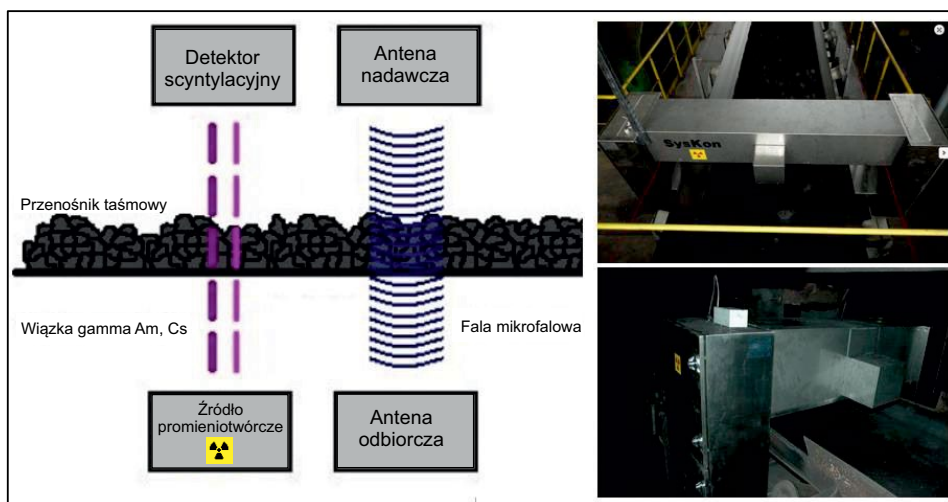 Detektor
scyntylacyjny
Antena
nadawcza
Przenośnik taśmowy
Wiązka gamma Am, Cs
Fala mikrofalowa
Źródło
promieniotwórcze
Antena
odbiorcza
SysKon